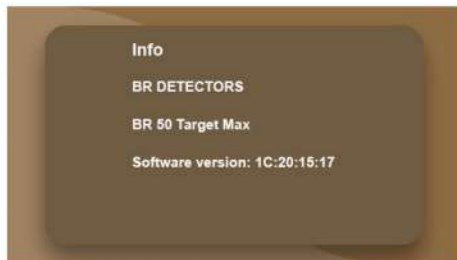 Info
BR DETECTORS
BR 50 Target Max
Software version: 1C:20:15:17